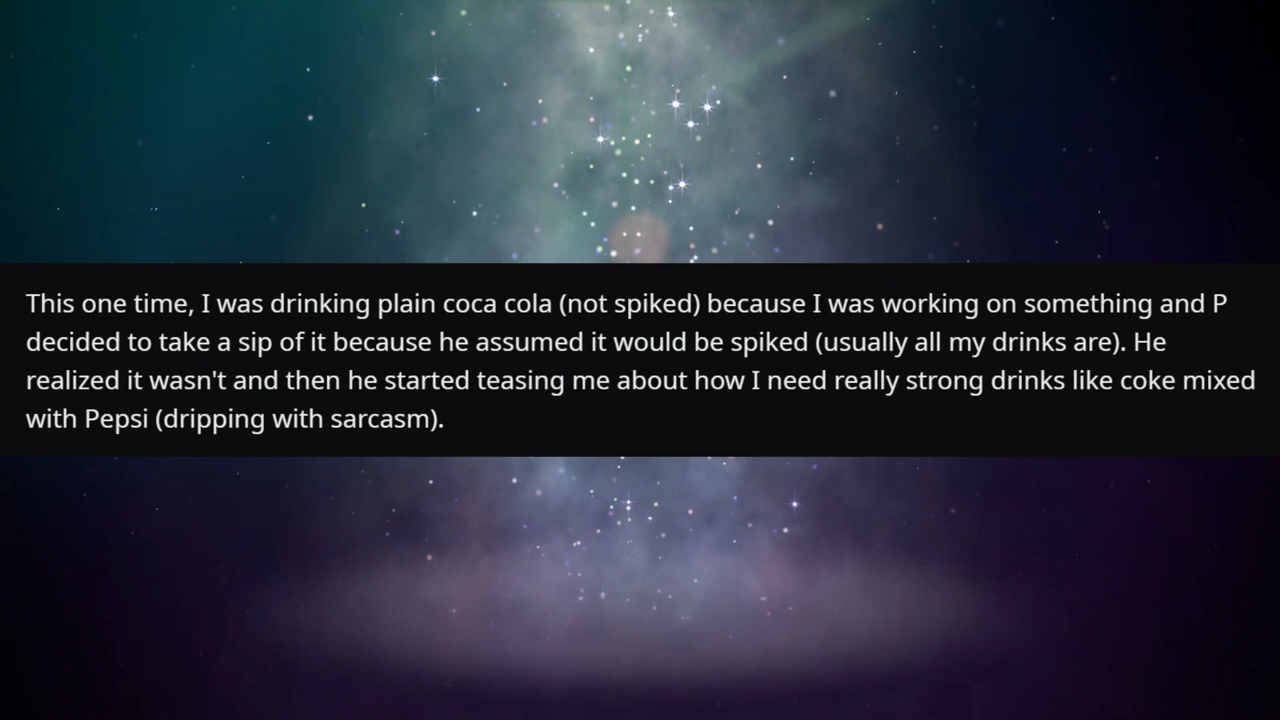 This one time, I was drinking plain coca cola (not spiked) because I was working on something and P
decided to take a sip of it because he assumed it would be spiked (usually all my drinks are). He
realized it wasn't and then he started teasing me about how I need really strong drinks like coke mixed
with Pepsi (dripping with sarcasm).